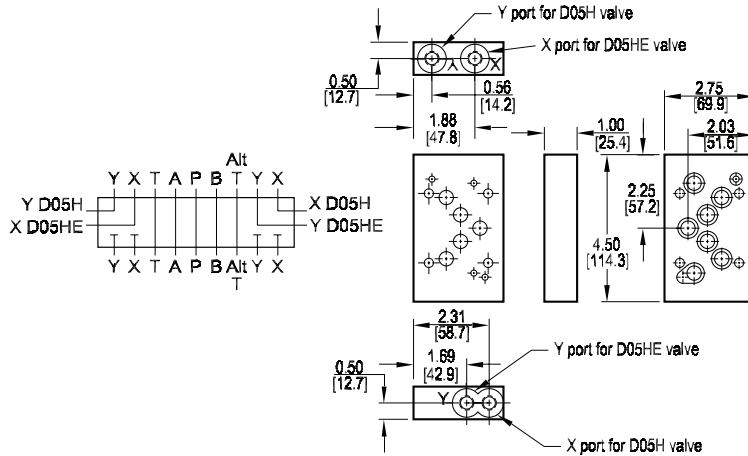 Y port for D05H valve
X port for D05HE valve
Y X
0.50
[12.7]
0.56
[14.2]
1.88
[47.8]
1.00
[25.4]
2.75
[69.9]
2.03
[51.6]
2.25
[57.2]
4.50
[114.3]
Alt
Y X T A P B T Y X
Y D05H
X D05HE
X D05H
Y D05HE
Y X T A P B Alt Y X
T
2.31
[58.7]
1.69
[42.9]
0.50
[12.7]
Y
Y port for D05HE valve
X port for D05H valve